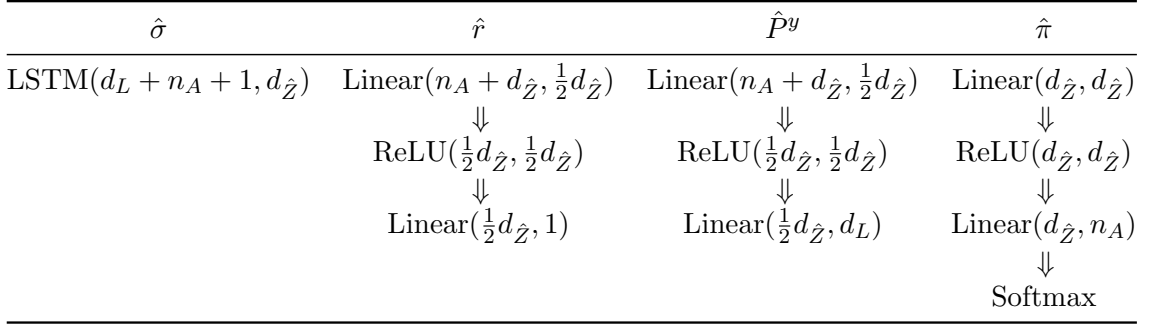 σ̂ r̂ P̂^y π̂
LSTM(d_L + n_A + 1, d_Ẑ) Linear(n_A + d_Ẑ, ½d_Ẑ) Linear(n_A + d_Ẑ, ½d_Ẑ) Linear(d_Ẑ, d_Ẑ)
⇓ ⇓ ⇓
ReLU(½d_Ẑ, ½d_Ẑ) ReLU(½d_Ẑ, ½d_Ẑ) ReLU(d_Ẑ, d_Ẑ)
⇓ ⇓ ⇓
Linear(½d_Ẑ, 1) Linear(½d_Ẑ, d_L) Linear(d_Ẑ, n_A)
⇓
Softmax